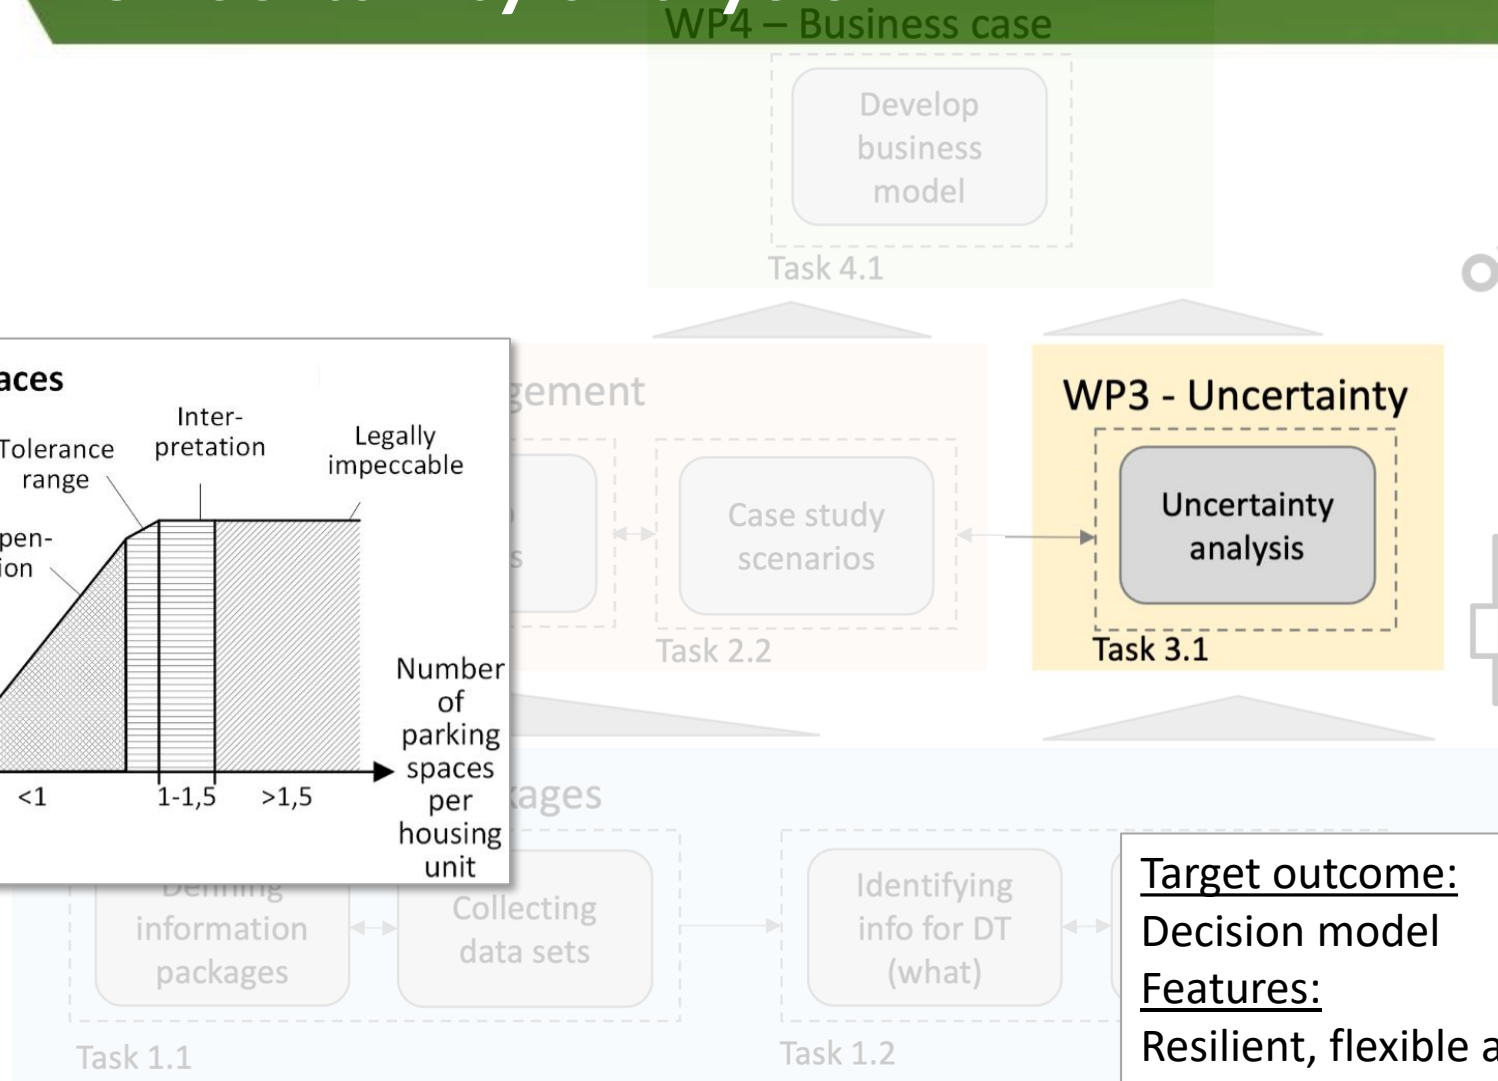 WP4 – Business case
Develop
business
model
Task 4.1
aces
Tolerance
range
Inter-
pretation
Legally
impeccable
pen-
ion
<1
1-1,5
>1,5
Number
of
parking
spaces
per
housing
unit
gement
s
Case study
scenarios
Task 2.2
WP3 - Uncertainty
Uncertainty
analysis
Task 3.1
kages
Defining
information
packages
Collecting
data sets
Task 1.1
Identifying
info for DT
(what)
Task 1.2
Target outcome:
Decision model
Features:
Resilient, flexible a